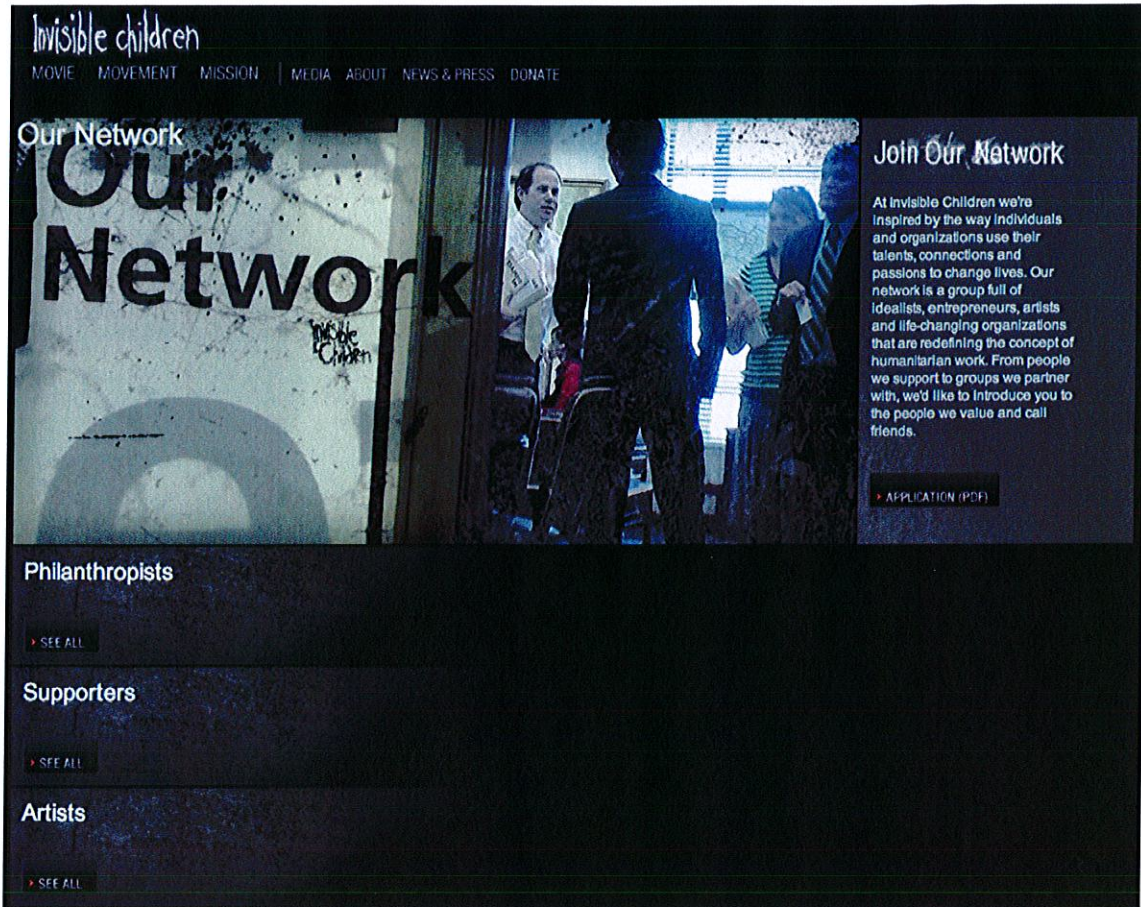 Invisible children
MOVIE MOVEMENT MISSION | MEDIA ABOUT NEWS & PRESS DONATE
Our Network
Our
Network
Invisible
Children
Join Our Network
At Invisible Children we're
inspired by the way individuals
and organizations use their
talents, connections and
passions to change lives. Our
network is a group full of
idealists, entrepreneurs, artists
and life-changing organizations
that are redefining the concept of
humanitarian work. From people
we support to groups we partner
with, we'd like to introduce you to
the people we value and call
friends.
APPLICATION (PDF)
Philanthropists
SEE ALL
Supporters
SEE ALL
Artists
SEE ALL